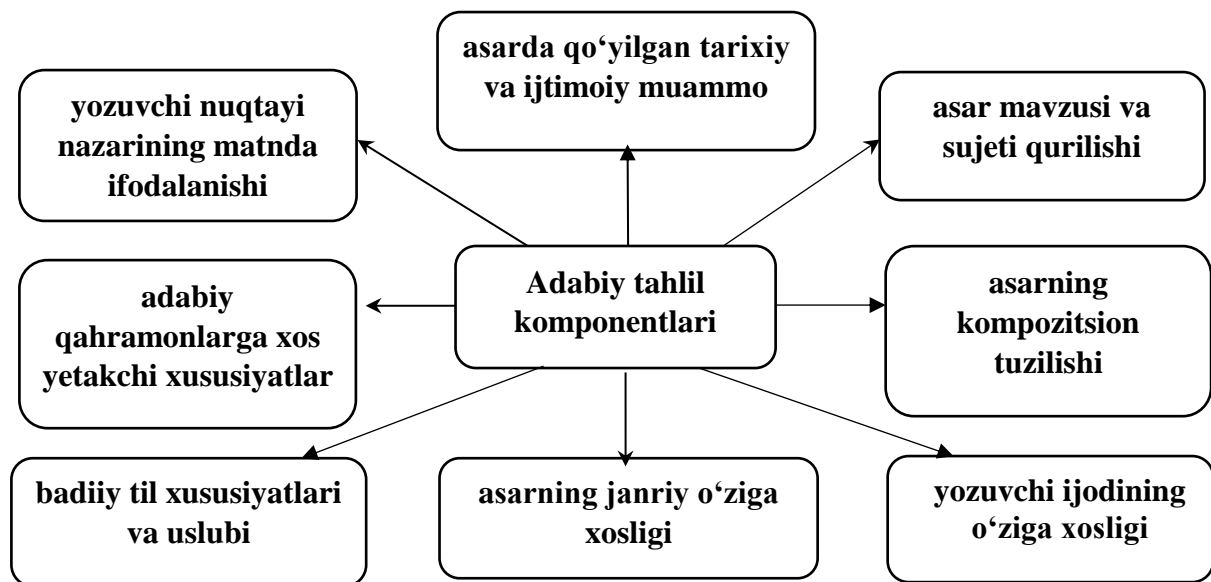 asarda qo‘yilgan tarixiy
va ijtimoiy muammo
yozuvchi nuqtayi
nazarining matnda
ifodalanishi
asar mavzusi va
sujeti qurilishi
Adabiy tahlil
komponentlari
adabiy
qahramonlarga xos
yetakchi xususiyatlar
asarning
kompozitsion
tuzilishi
badiiy til xususiyatlari
va uslubi
asarning janriy o‘ziga
xosligi
yozuvchi ijodining
o‘ziga xosligi